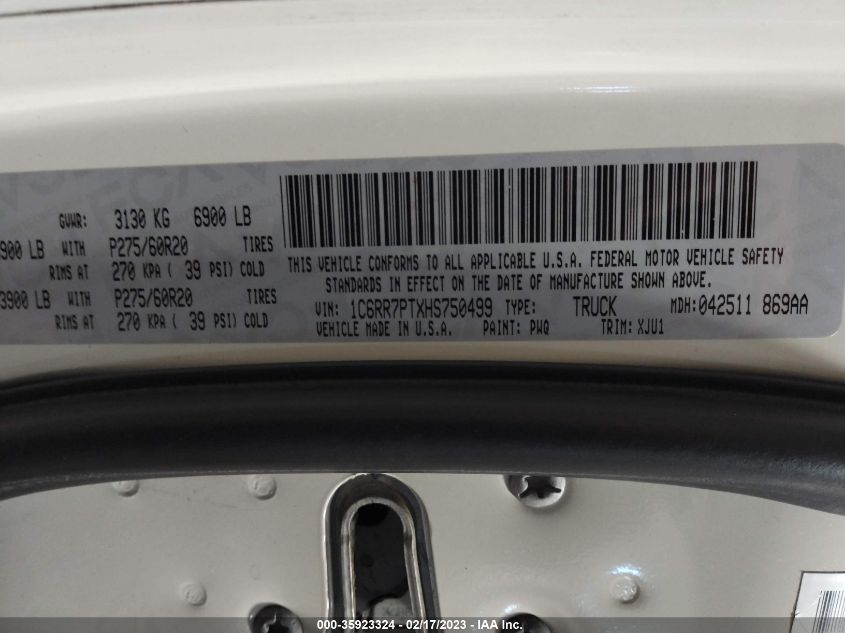 GVWR: 3130 KG 6900 LB
900 LB WITH P275/60R20 TIRES
RIMS AT 270 KPA ( 39 PSI) COLD
3900 LB WITH P275/60R20 TIRES
RIMS AT 270 KPA ( 39 PSI) COLD
THIS VEHICLE CONFORMS TO ALL APPLICABLE U.S.A. FEDERAL MOTOR VEHICLE SAFETY
STANDARDS IN EFFECT ON THE DATE OF MANUFACTURE SHOWN ABOVE.
VIN: 1C6RR7PTXHS750499 TYPE: TRUCK MDH:042511 869AA
VEHICLE MADE IN U.S.A. PAINT: PWQ TRIM: XJU1
000-35923324 - 02/17/2023 - IAA Inc.